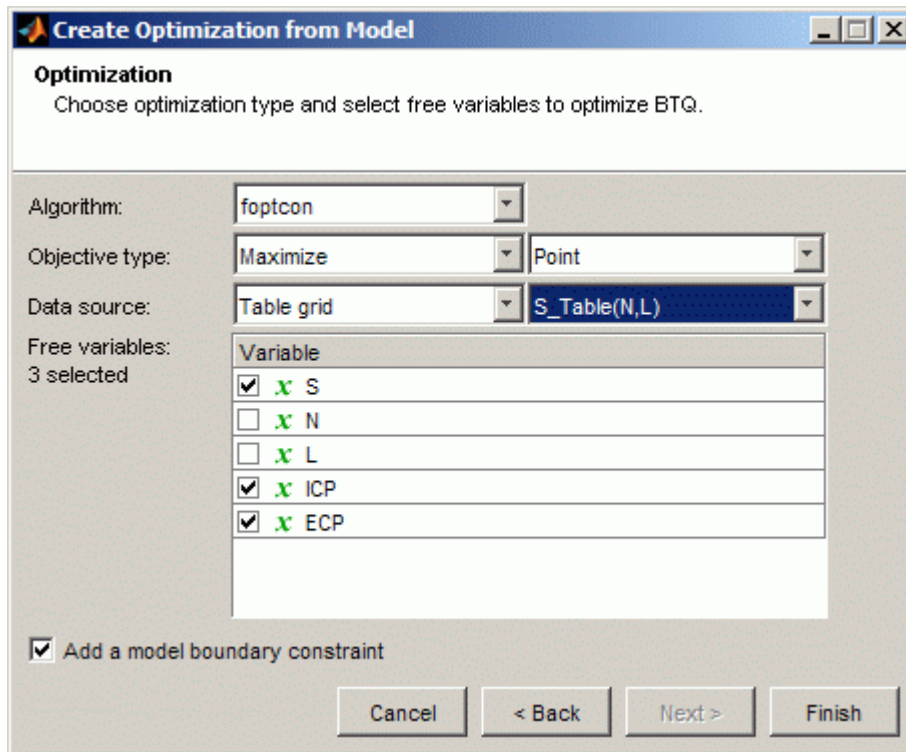 Create Optimization from Model
Optimization
Choose optimization type and select free variables to optimize BTQ.
Algorithm: foptcon
Objective type: Maximize Point
Data source: Table grid S_Table(N,L)
Free variables:
3 selected
Variable
x S
x N
x L
x ICP
x ECP
Add a model boundary constraint
Cancel < Back Next > Finish